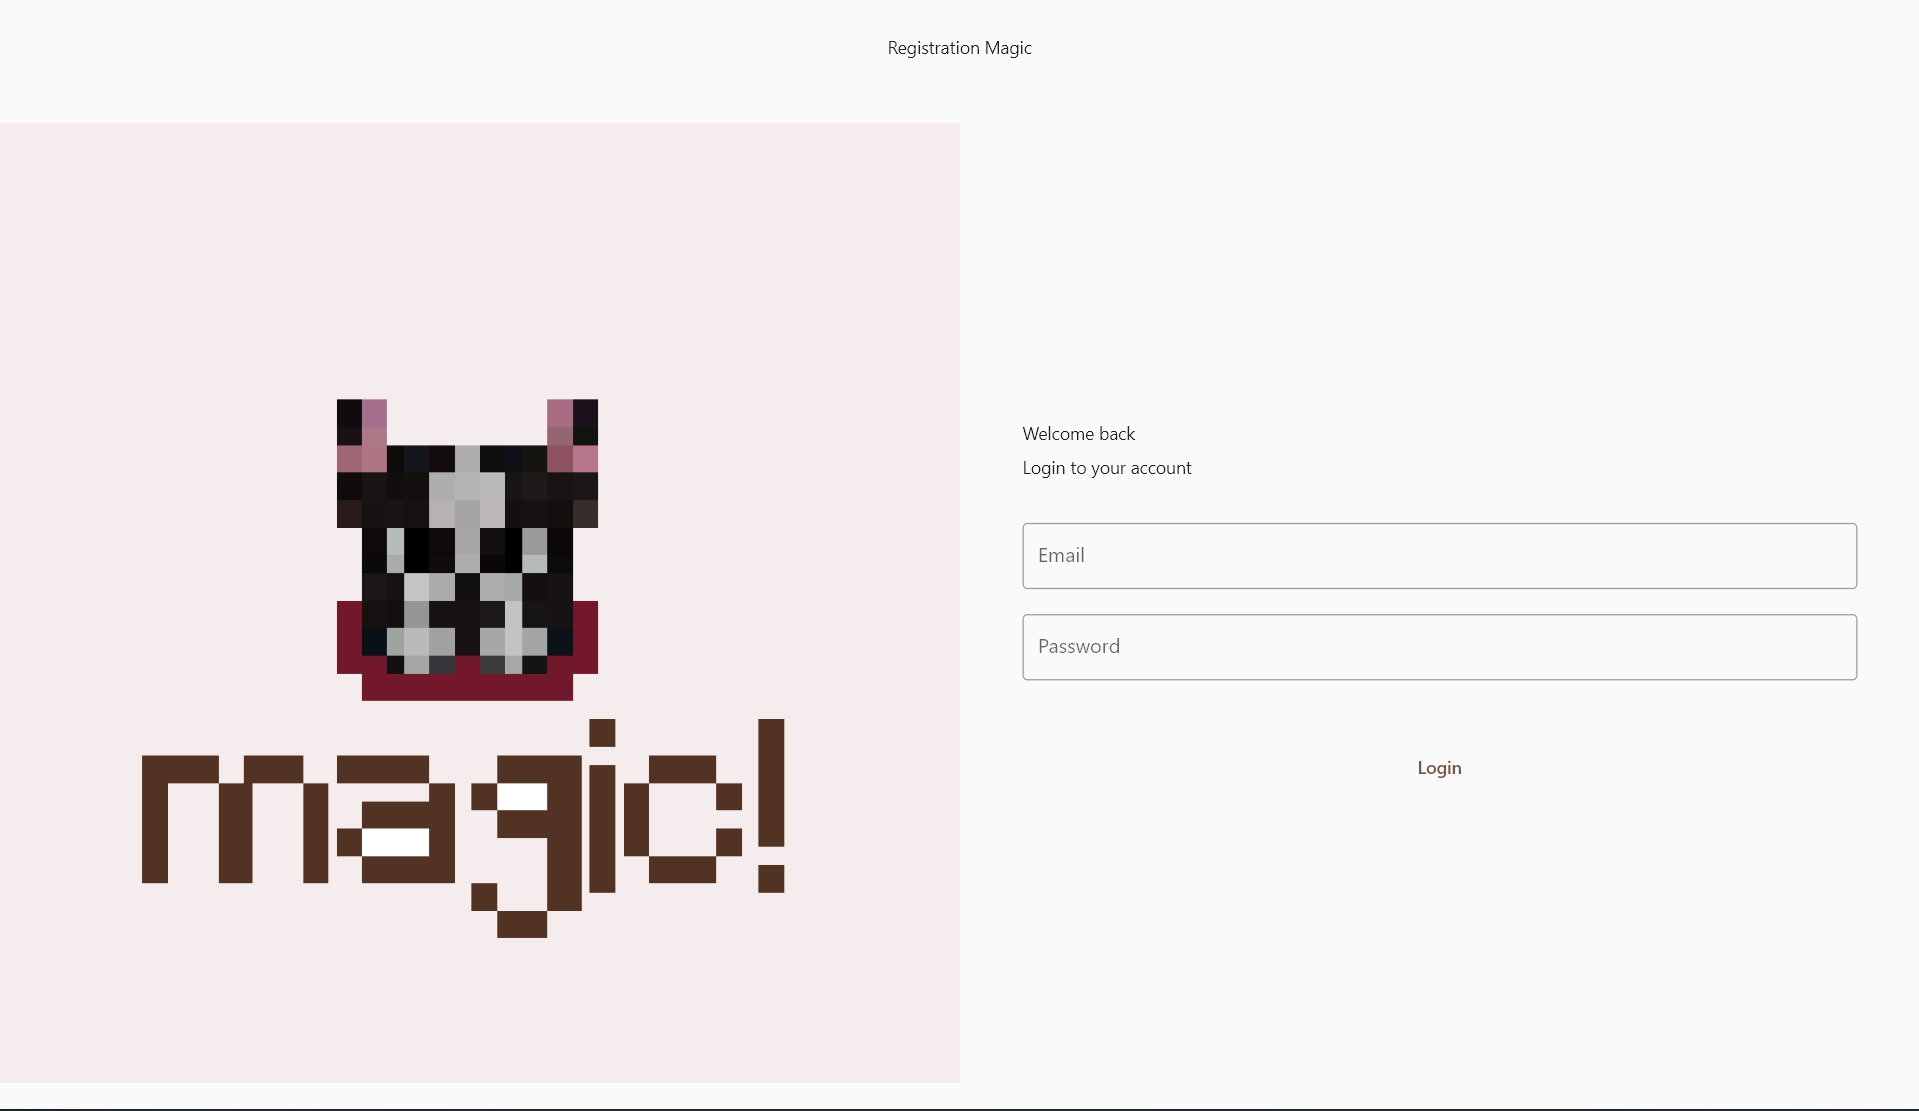 Registration Magic
magic!
Welcome back
Login to your account
Email
Password
Login